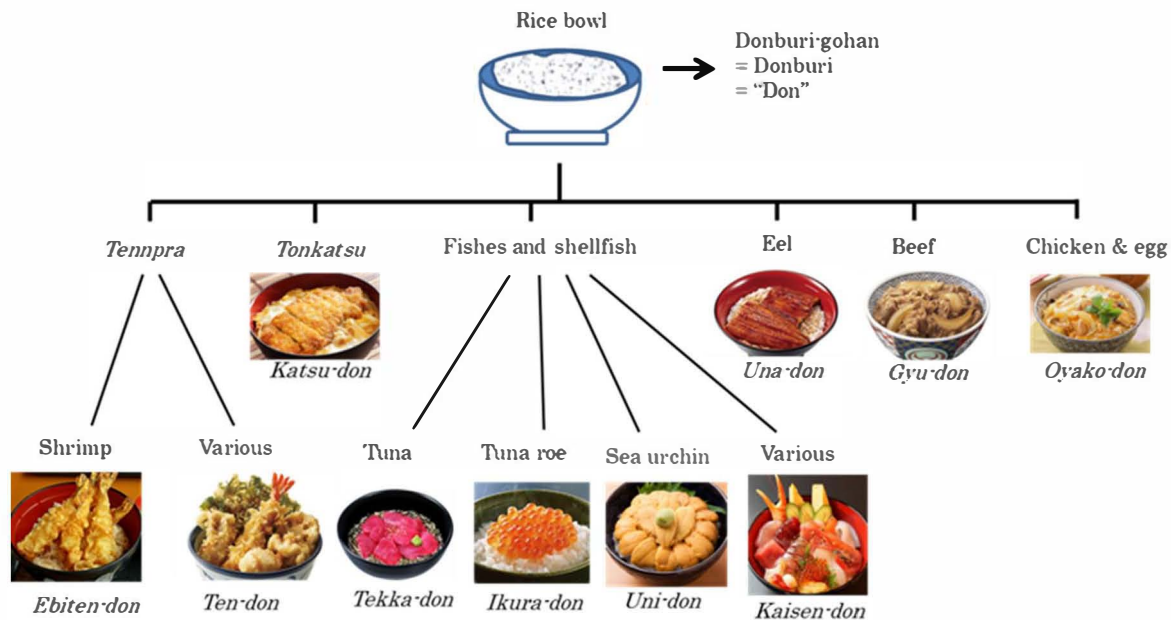 Rice bowl
Donburi-gohan
= Donburi
= “Don”
Tennpra
Tonkatsu
Fishes and shellfish
Eel
Beef
Chicken & egg
Katsu-don
Una-don
Gyu-don
Oyako-don
Shrimp
Various
Tuna
Tuna roe
Sea urchin
Various
Ebiten-don
Ten-don
Tekka-don
Ikura-don
Uni-don
Kaisen-don